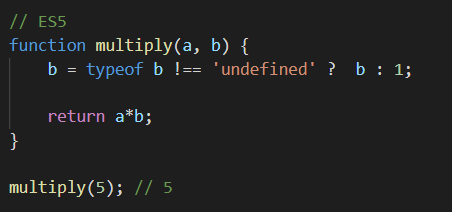 // ES5
function multiply(a, b) {
    b = typeof b !== 'undefined' ?  b : 1;
    return a*b;
}
multiply(5); // 5